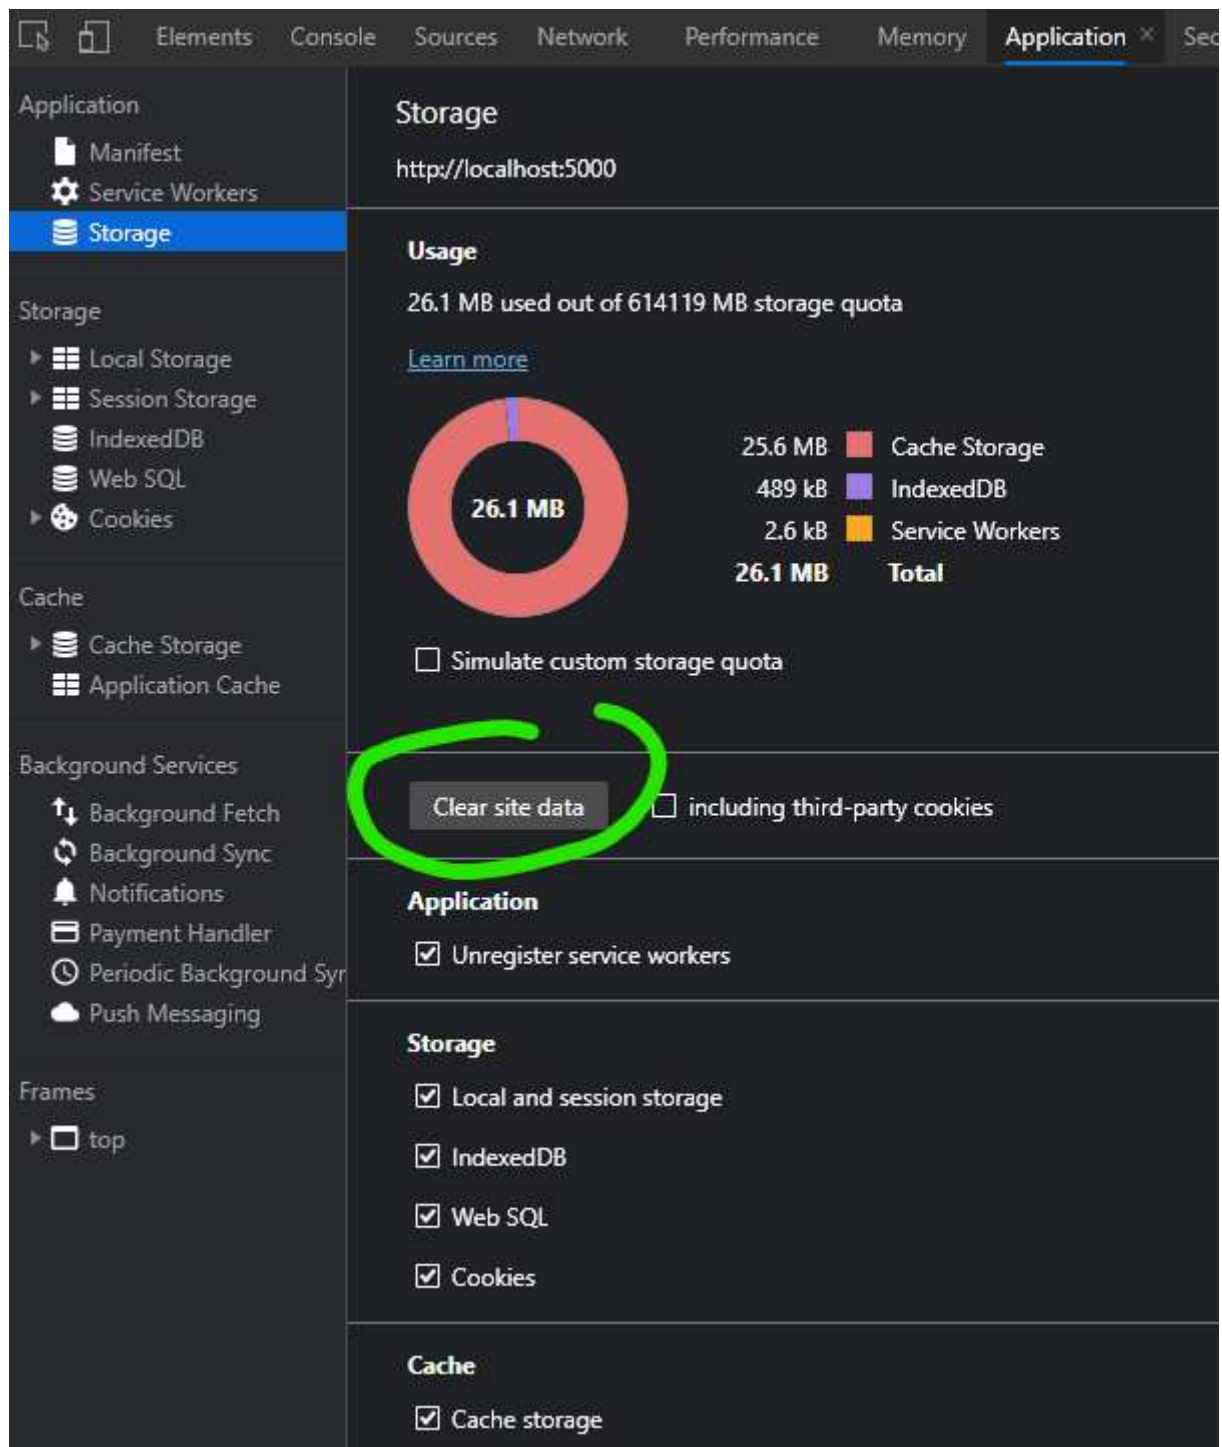 Elements Console Sources Network Performance Memory Application × Sec
Application
Manifest
Service Workers
Storage
Storage
Local Storage
Session Storage
IndexedDB
Web SQL
Cookies
Cache
Cache Storage
Application Cache
Background Services
Background Fetch
Background Sync
Notifications
Payment Handler
Periodic Background Syr
Push Messaging
Frames
top
Storage
http://localhost:5000
Usage
26.1 MB used out of 614119 MB storage quota
Learn more
26.1 MB
25.6 MB Cache Storage
489 kB IndexedDB
2.6 kB Service Workers
26.1 MB Total
Simulate custom storage quota
Clear site data including third-party cookies
Application
Unregister service workers
Storage
Local and session storage
IndexedDB
Web SQL
Cookies
Cache
Cache storage